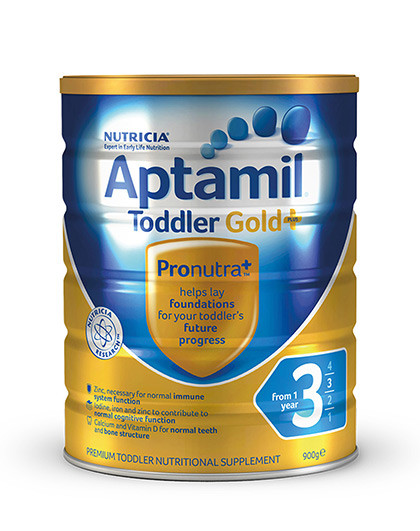 NUTRICIA
Expert in Early Life Nutrition
Aptamil
Toddler Gold+
PLUS
Pronutra+™
helps lay
foundations
for your toddler's
future
progress
NUTRICIA
RESEARCH™
Zinc, necessary for normal immune
system function
Iodine, iron and zinc to contribute to
normal cognitive function
Calcium and Vitamin D for normal teeth
and bone structure
from 1
year
3
4
3
2
1
PREMIUM TODDLER NUTRITIONAL SUPPLEMENT
900g℮